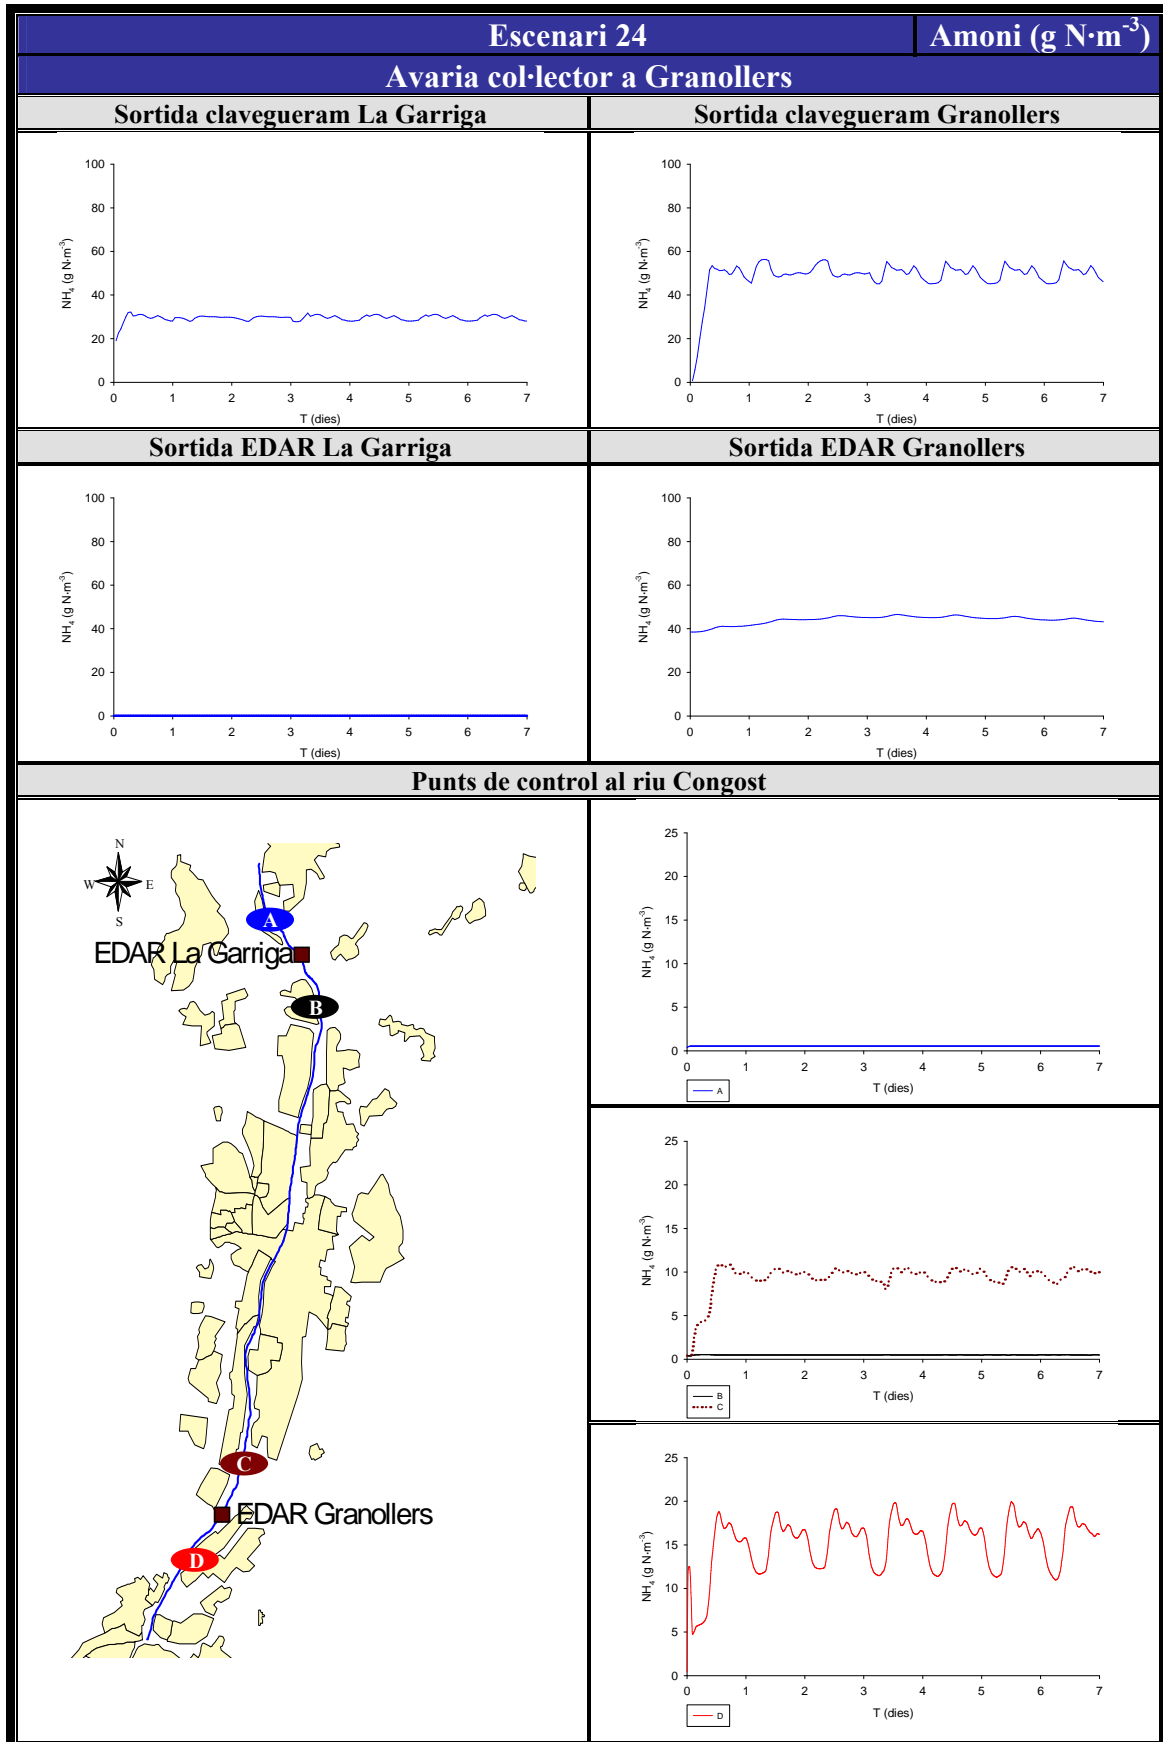 Escenari 24
Amoni (g N·m-3)
Avaria col·lector a Granollers
Sortida clavegueram La Garriga
Sortida clavegueram Granollers
100
80
60
40
20
0
NH4 (g N·m-3)
0 1 2 3 4 5 6 7
T (dies)
100
80
60
40
20
0
NH4 (g N·m-3)
0 1 2 3 4 5 6 7
T (dies)
Sortida EDAR La Garriga
Sortida EDAR Granollers
100
80
60
40
20
0
NH4 (g N·m-3)
0 1 2 3 4 5 6 7
T (dies)
100
80
60
40
20
0
NH4 (g N·m-3)
0 1 2 3 4 5 6 7
T (dies)
Punts de control al riu Congost
N
W E
S
A
EDAR La Garriga
B
C
EDAR Granollers
D
25
20
15
10
5
0
NH4 (g N·m-3)
0 1 2 3 4 5 6 7
T (dies)
A
25
20
15
10
5
0
NH4 (g N·m-3)
0 1 2 3 4 5 6 7
T (dies)
B
C
25
20
15
10
5
0
NH4 (g N·m-3)
0 1 2 3 4 5 6 7
T (dies)
D